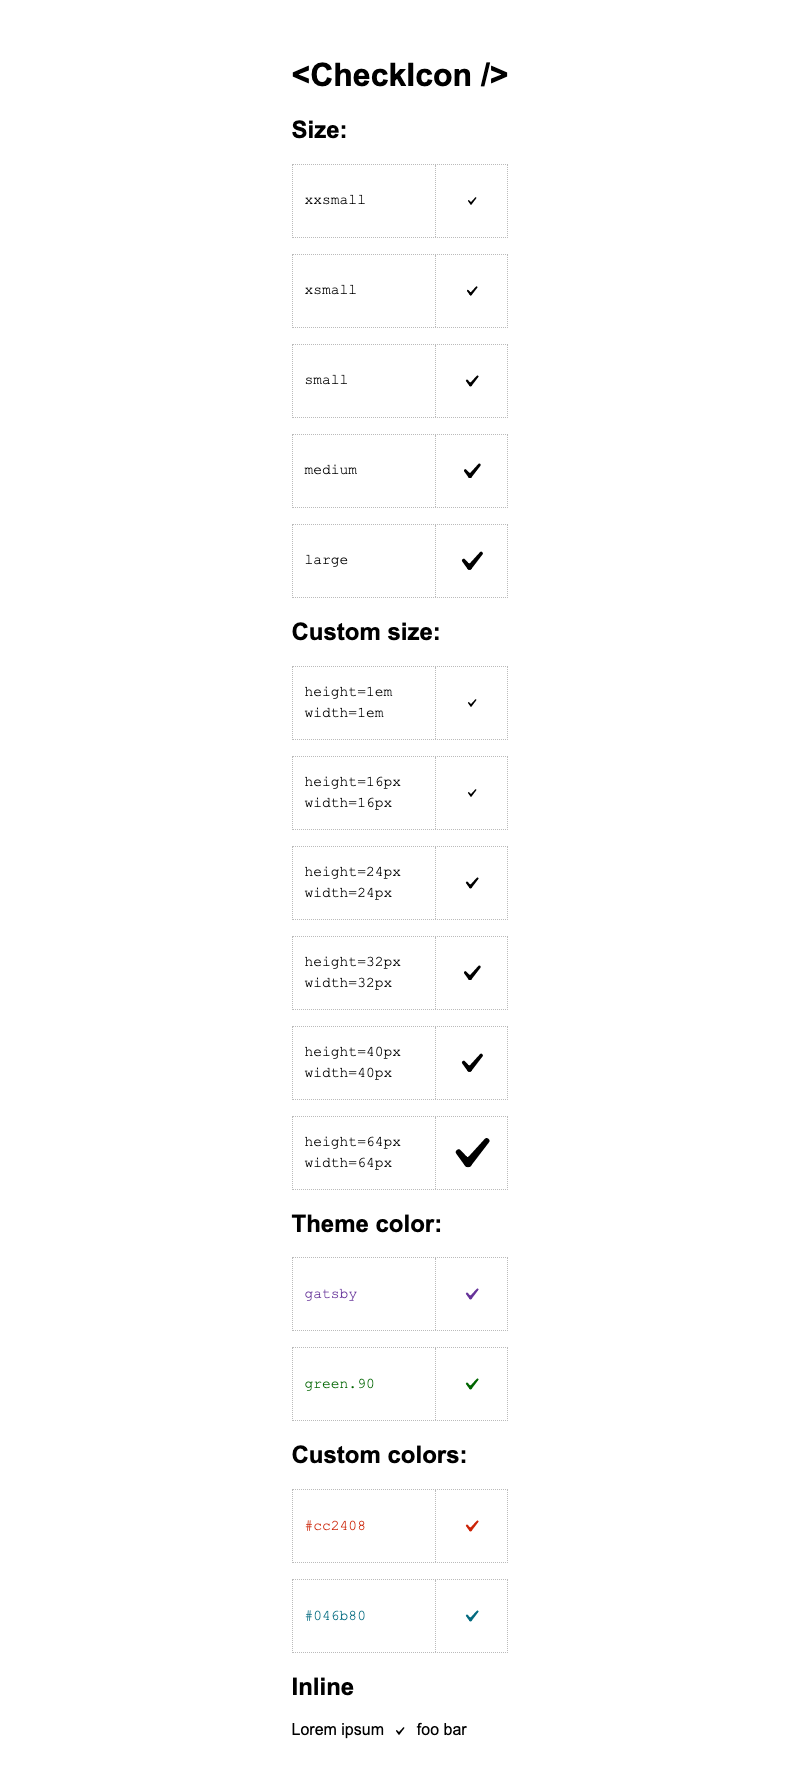 <CheckIcon />
Size:
xxsmall
xsmall
small
medium
large
Custom size:
height=1em
width=1em
height=16px
width=16px
height=24px
width=24px
height=32px
width=32px
height=40px
width=40px
height=64px
width=64px
Theme color:
gatsby
green.90
Custom colors:
#cc2408
#046b80
Inline
Lorem ipsum ✓ foo bar